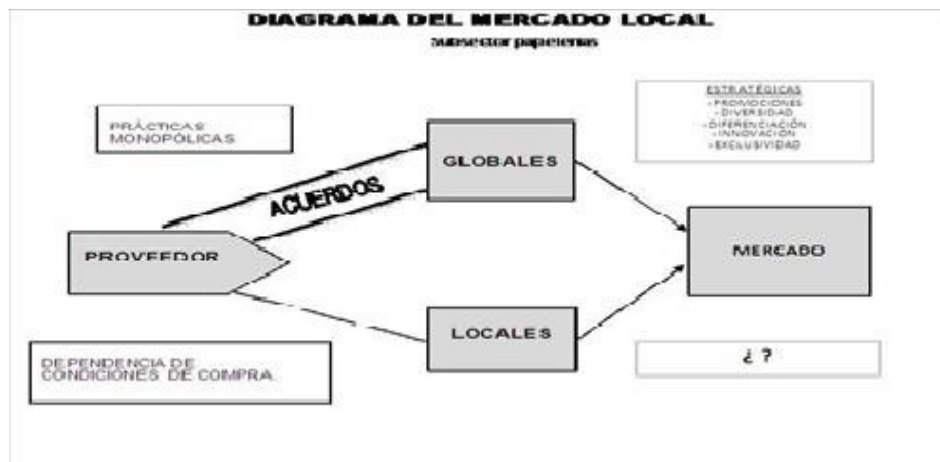 DIAGRAMA DEL MERCADO LOCAL
subsector papelerías
PRÁCTICAS
MONOPÓLICAS
ESTRATÉGICAS
-PROMOCIONES
-DIVERSIDAD
-DIFERENCIACIÓN
-INNOVACIÓN
-EXCLUSIVIDAD
GLOBALES
ACUERDOS
PROVEEDOR
MERCADO
LOCALES
DEPENDENCIA DE
CONDICIONES DE COMPRA
¿ ?